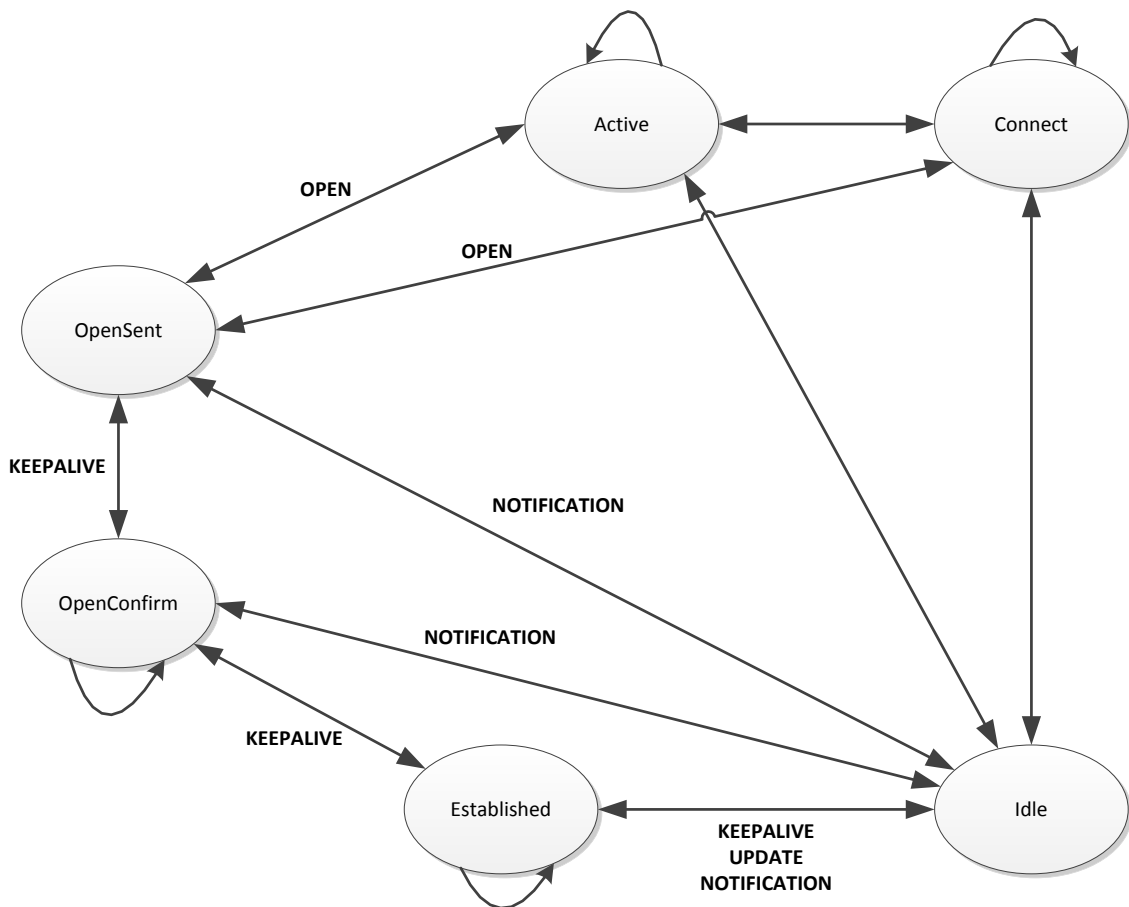 Active
Connect
OPEN
OPEN
OpenSent
KEEPALIVE
NOTIFICATION
OpenConfirm
NOTIFICATION
KEEPALIVE
Established
Idle
KEEPALIVE
UPDATE
NOTIFICATION